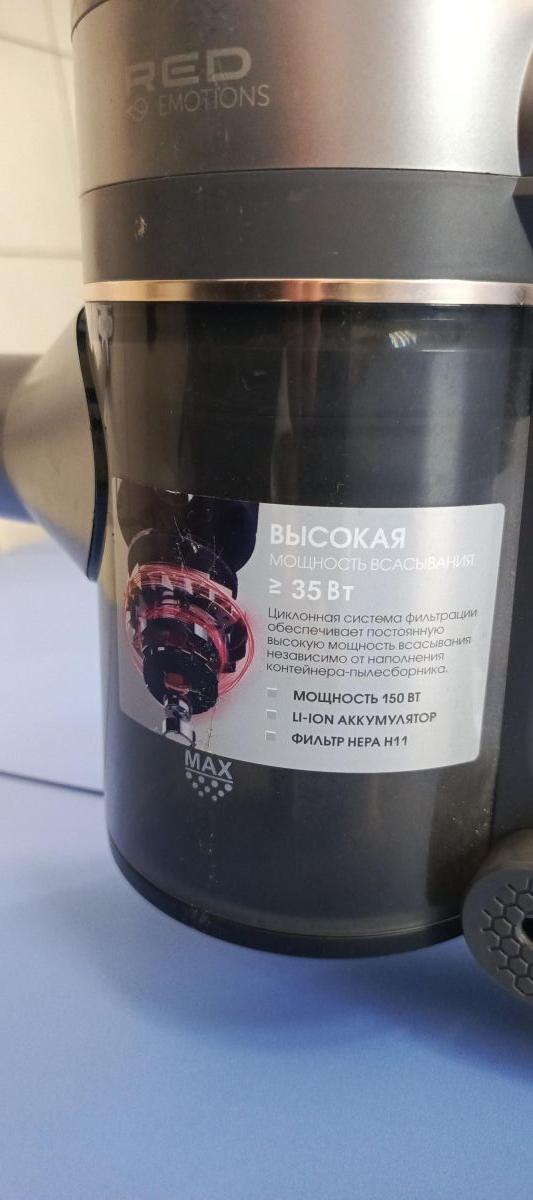 RED
EMOTIONS
ВЫСОКАЯ
МОЩНОСТЬ ВСАСЫВАНИЯ
≥ 35 Вт
Циклонная система фильтрации
обеспечивает постоянную
высокую мощность всасывания
независимо от наполнения
контейнера-пылесборника.
МОЩНОСТЬ 150 ВТ
LI-ION АККУМУЛЯТОР
ФИЛЬТР HEPA H11
MAX